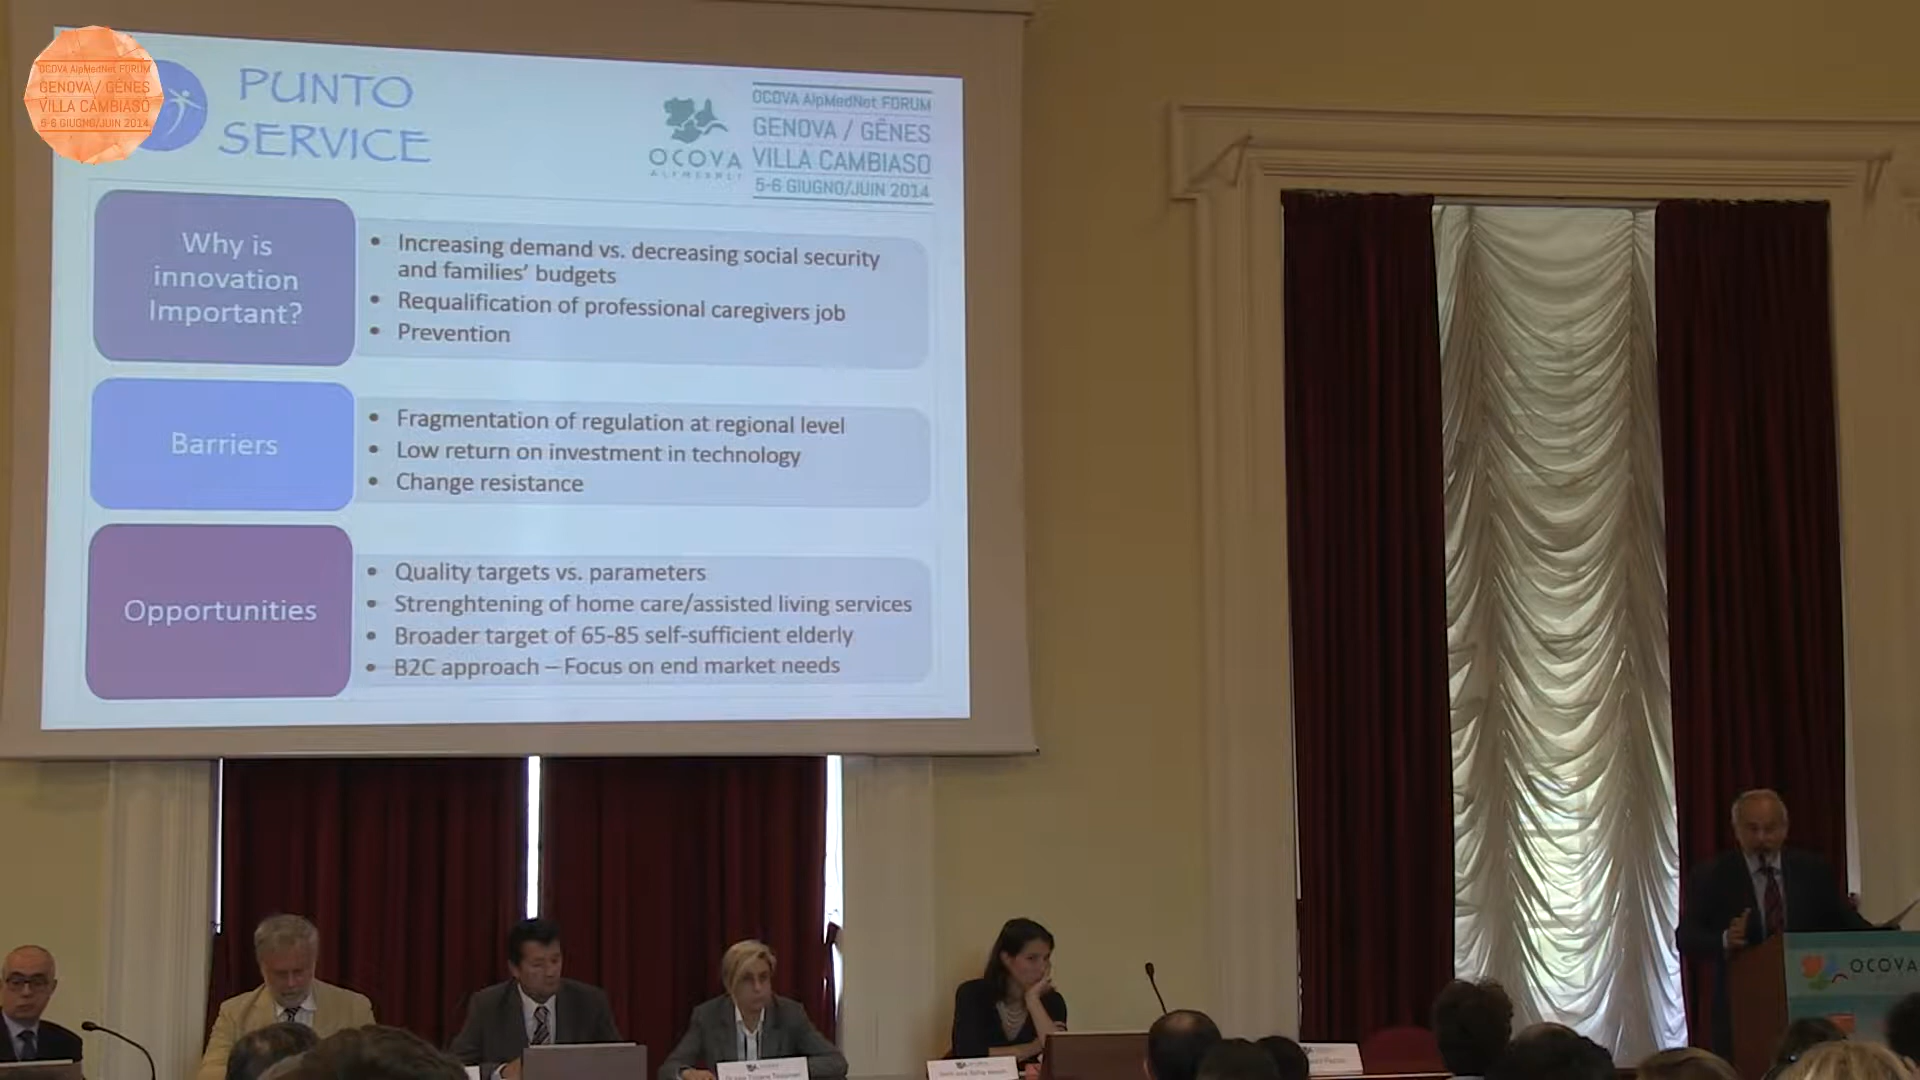 OCOVA AlpMedNet FORUM
GENOVA / GÊNES
VILLA CAMBIASO
5-6 GIUGNO/JUIN 2014
PUNTO
SERVICE
OCOVA
ALPMEDNET
OCOVA AlpMedNet FORUM
GENOVA / GÊNES
VILLA CAMBIASO
5-6 GIUGNO/JUIN 2014
Why is
innovation
Important?
• Increasing demand vs. decreasing social security
and families’ budgets
• Requalification of professional caregivers job
• Prevention
Barriers
• Fragmentation of regulation at regional level
• Low return on investment in technology
• Change resistance
Opportunities
• Quality targets vs. parameters
• Strenghtening of home care/assisted living services
• Broader target of 65-85 self-sufficient elderly
• B2C approach – Focus on end market needs
OCOVA